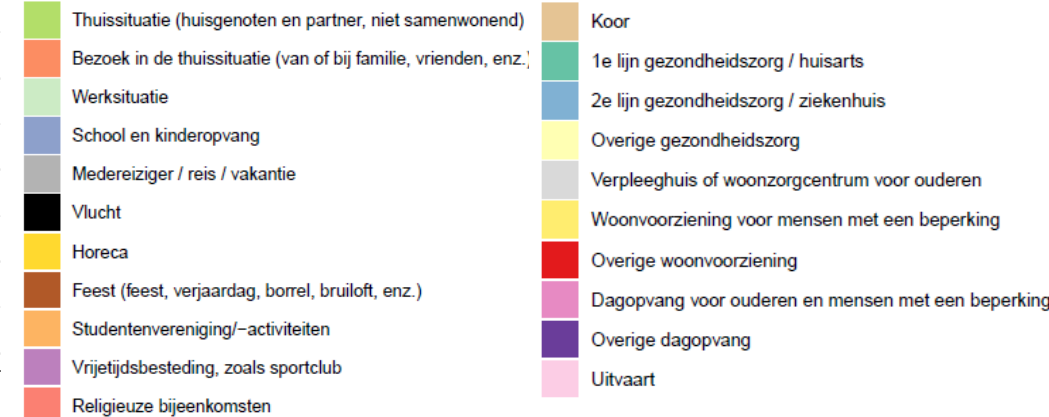 Thuissituatie (huisgenoten en partner, niet samenwonend)
Bezoek in de thuissituatie (van of bij familie, vrienden, enz.)
Werksituatie
School en kinderopvang
Medereiziger / reis / vakantie
Vlucht
Horeca
Feest (feest, verjaardag, borrel, bruiloft, enz.)
Studentenvereniging/−activiteiten
Vrijetijdsbesteding, zoals sportclub
Religieuze bijeenkomsten
Koor
1e lijn gezondheidszorg / huisarts
2e lijn gezondheidszorg / ziekenhuis
Overige gezondheidszorg
Verpleeghuis of woonzorgcentrum voor ouderen
Woonvoorziening voor mensen met een beperking
Overige woonvoorziening
Dagopvang voor ouderen en mensen met een beperking
Overige dagopvang
Uitvaart